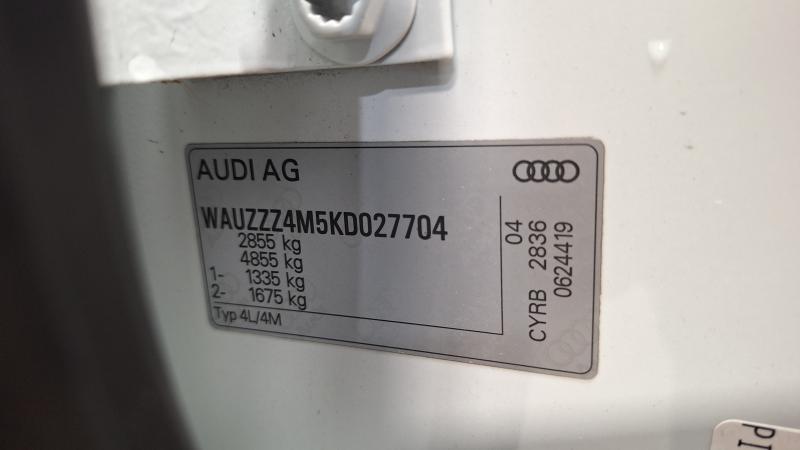 AUDI AG
WAUZZZ4M5KD027704
2855 kg
4855 kg
1- 1335 kg
2- 1675 kg
Typ 4L/4M
04
CYRB 2836
0624419
Id